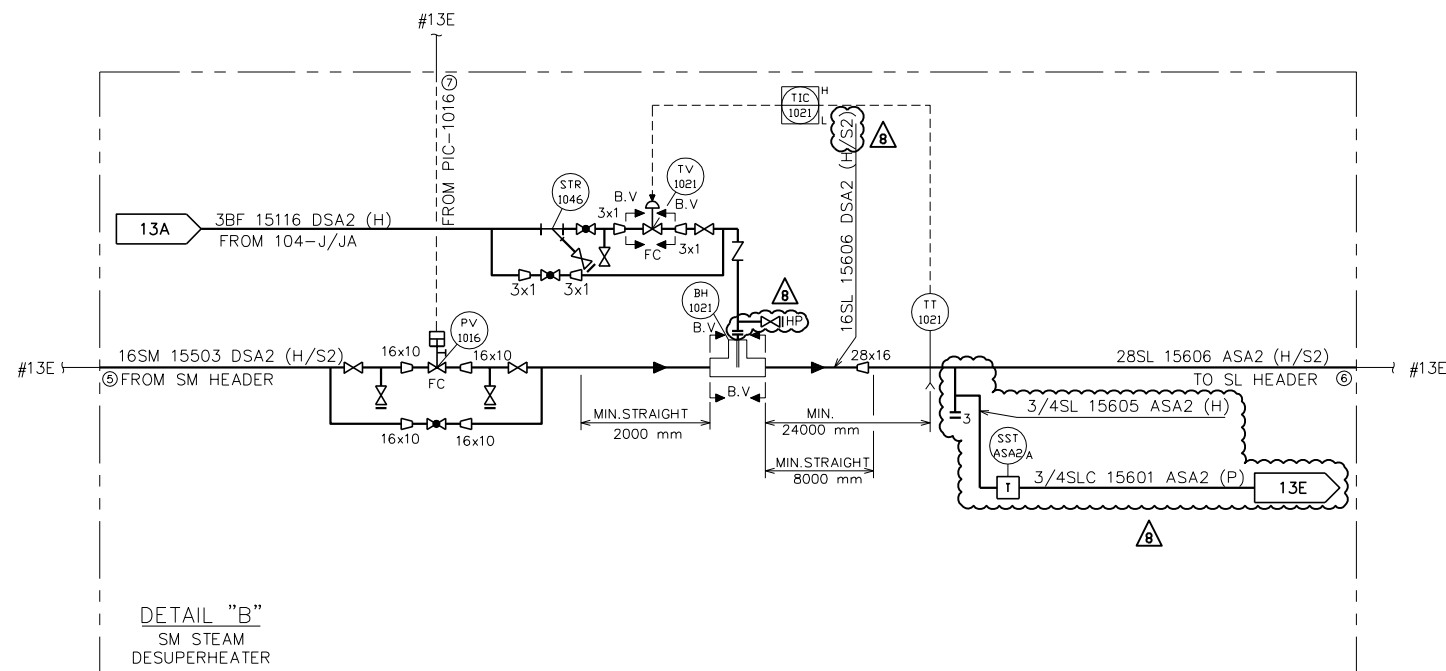 #13E
FROM PIC-1016 7
TIC
1021
H
L
8
16SL 15606 DSA2 (H/S2)
TV
1021
STR
1046
B.V
B.V
3x1
3x1
FC
13A
3BF 15116 DSA2 (H)
FROM 104-J/JA
3x1
3x1
BH
1021
8
HP
TT
1021
PV
1016
B.V
#13E
16SM 15503 DSA2 (H/S2)
5 FROM SM HEADER
16x10
16x10
FC
28x16
28SL 15606 ASA2 (H/S2)
TO SL HEADER 6
#13E
B.V
16x10
16x10
MIN.STRAIGHT
2000 mm
MIN.
24000 mm
3
3/4SL 15605 ASA2 (H)
SST
ASA2
A
MIN.STRAIGHT
8000 mm
T
3/4SLC 15601 ASA2 (P)
13E
8
DETAIL "B"
SM STEAM
DESUPERHEATER